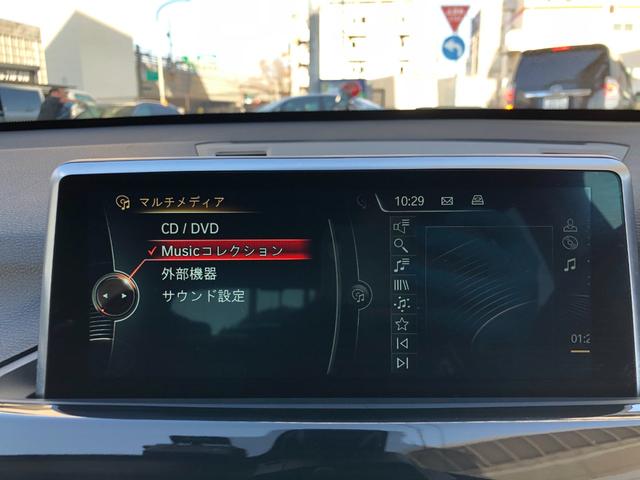 マルチメディア
10:29
CD / DVD
Musicコレクション
外部機器
サウンド設定
01:2